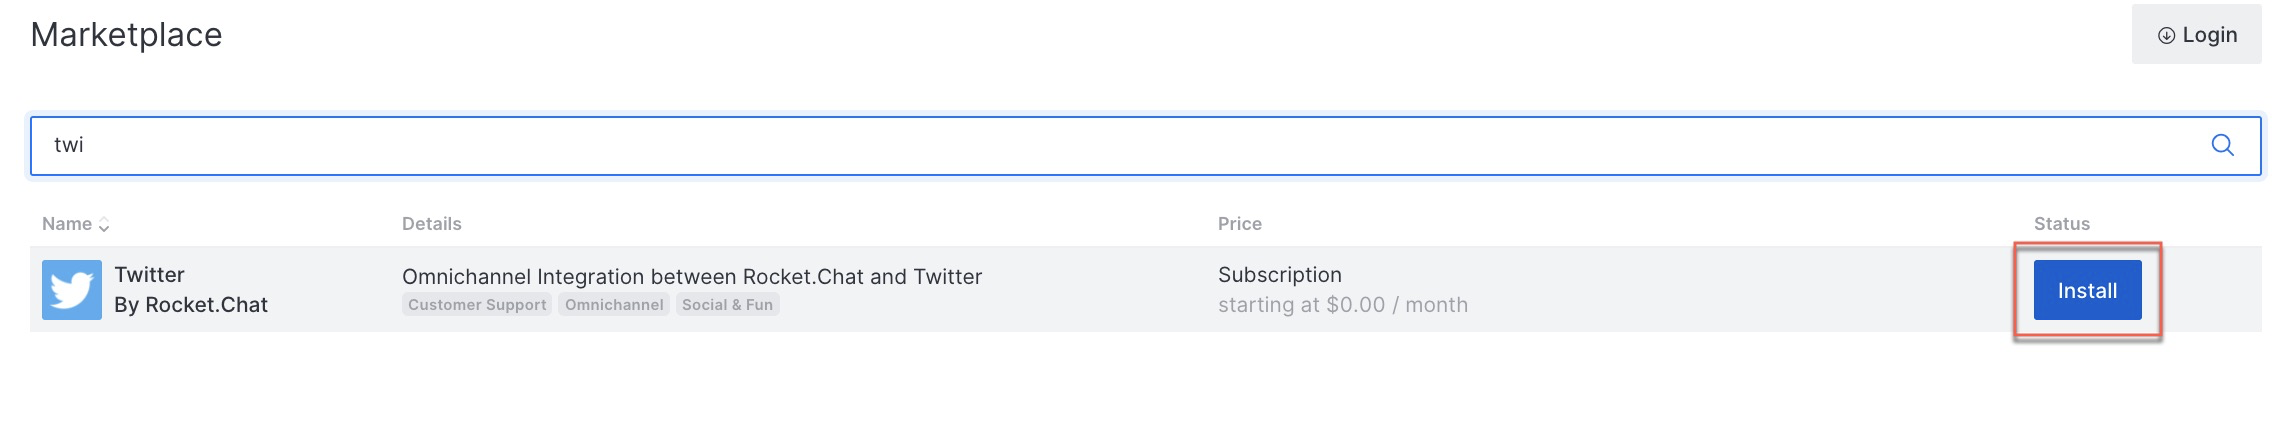 Marketplace
Login
twi
Name Details Price Status
Twitter
By Rocket.Chat
Omnichannel Integration between Rocket.Chat and Twitter
Customer Support Omnichannel Social & Fun
Subscription
starting at $0.00 / month
Install